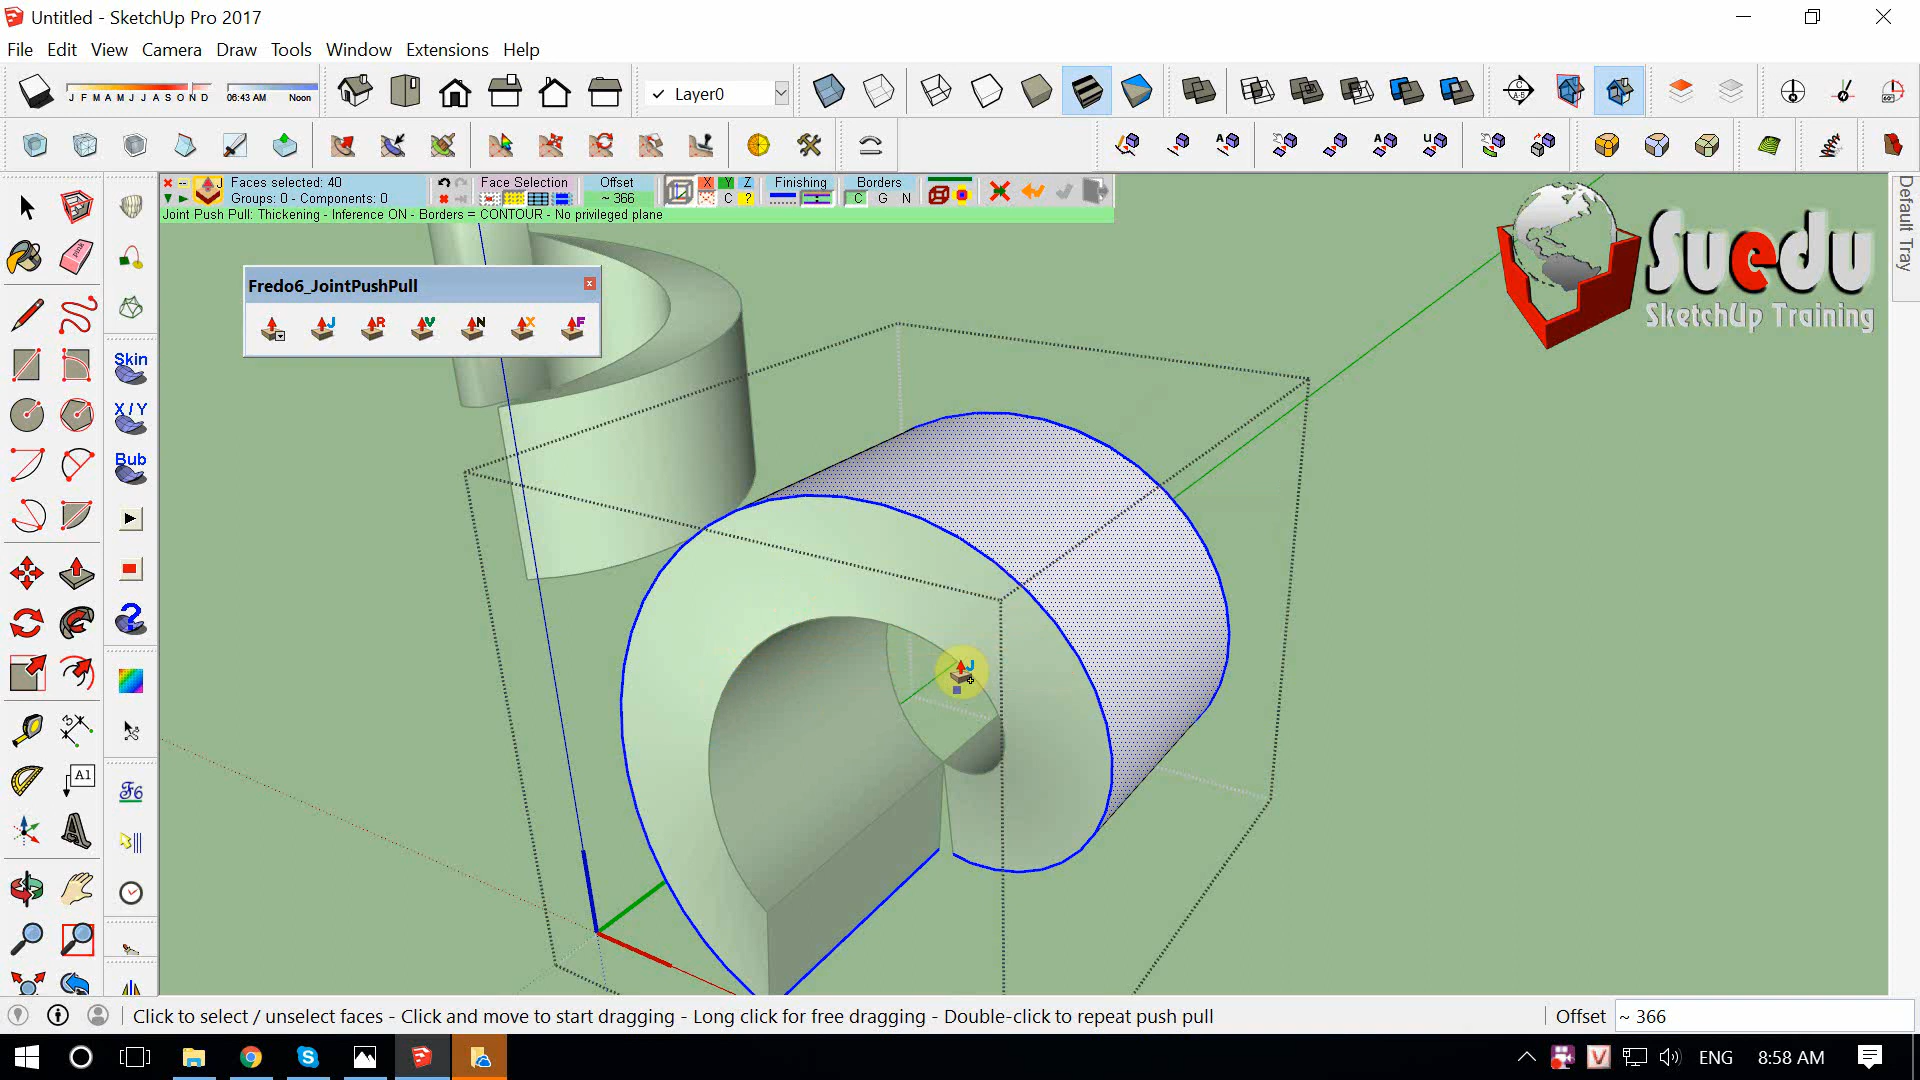 Untitled - SketchUp Pro 2017
File Edit View Camera Draw Tools Window Extensions Help
J F M A M J J A S O N D
06:43 AM Noon
✓ Layer0
Faces selected: 40
Groups: 0 - Components: 0
Face Selection
Offset
~ 366
X Y Z
C ?
Finishing
Borders
C G N
Joint Push Pull: Thickening - Inference ON - Borders = CONTOUR - No privileged plane
Default Tray
Suedu
SketchUp Training
Fredo6_JointPushPull
J R V N X F
Skin
X / Y
Bub
A1
F6
J
Click to select / unselect faces - Click and move to start dragging - Long click for free dragging - Double-click to repeat push pull
Offset ~ 366
ENG 8:58 AM